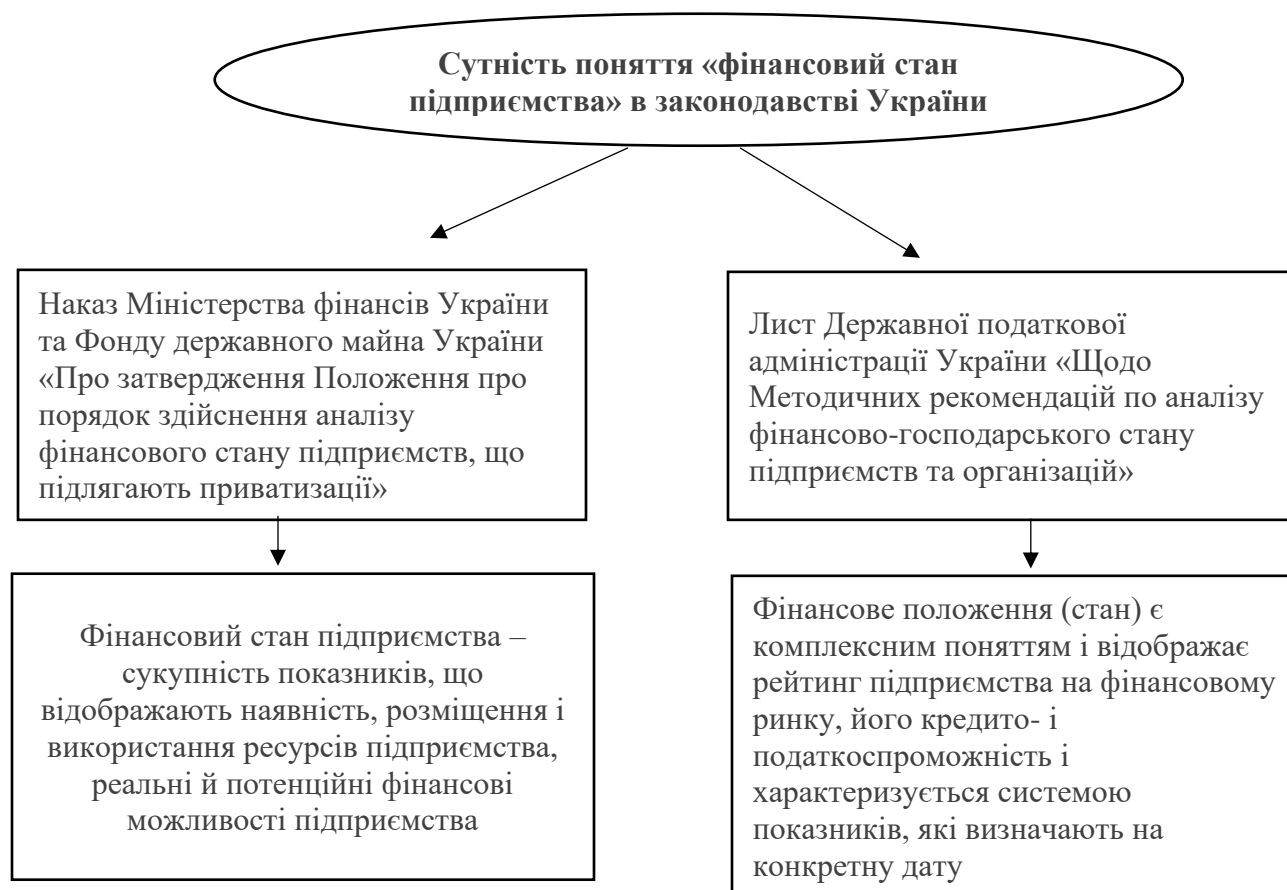 Сутність поняття «фінансовий стан
підприємства» в законодавстві України
Наказ Міністерства фінансів України
та Фонду державного майна України
«Про затвердження Положення про
порядок здійснення аналізу
фінансового стану підприємств, що
підлягають приватизації»
Лист Державної податкової
адміністрації України «Щодо
Методичних рекомендацій по аналізу
фінансово-господарського стану
підприємств та організацій»
Фінансовий стан підприємства –
сукупність показників, що
відображають наявність, розміщення і
використання ресурсів підприємства,
реальні й потенційні фінансові
можливості підприємства
Фінансове положення (стан) є
комплексним поняттям і відображає
рейтинг підприємства на фінансовому
ринку, його кредито- і
податкоспроможність і
характеризується системою
показників, які визначають на
конкретну дату